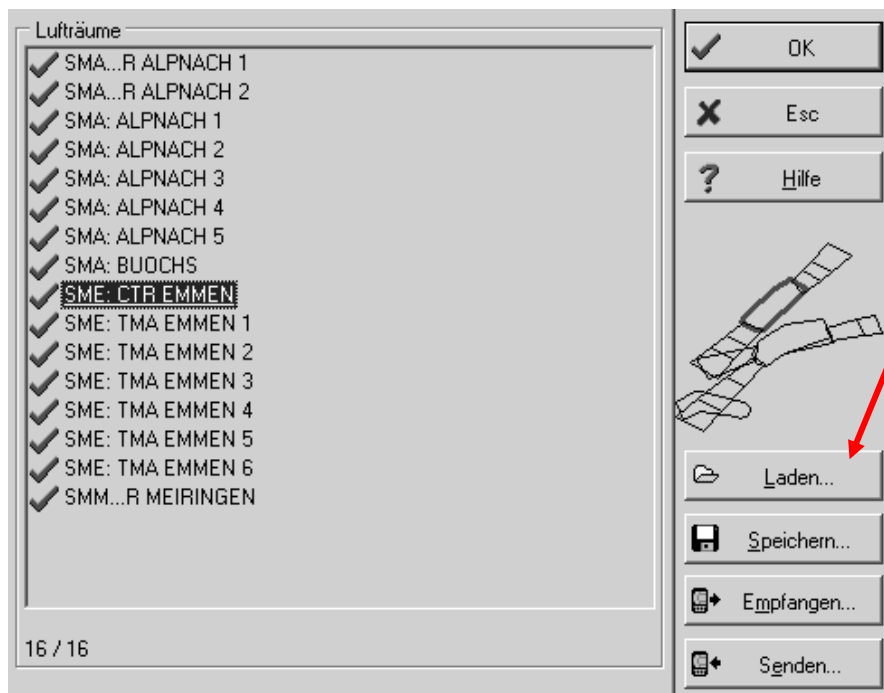 Lufträume
SMA...R ALPNACH 1
SMA...R ALPNACH 2
SMA: ALPNACH 1
SMA: ALPNACH 2
SMA: ALPNACH 3
SMA: ALPNACH 4
SMA: ALPNACH 5
SMA: BUOCHS
SME: CTR EMMEN
SME: TMA EMMEN 1
SME: TMA EMMEN 2
SME: TMA EMMEN 3
SME: TMA EMMEN 4
SME: TMA EMMEN 5
SME: TMA EMMEN 6
SMM...R MEIRINGEN
16 / 16
OK
Esc
Hilfe
Laden...
Speichern...
Empfangen...
Senden...